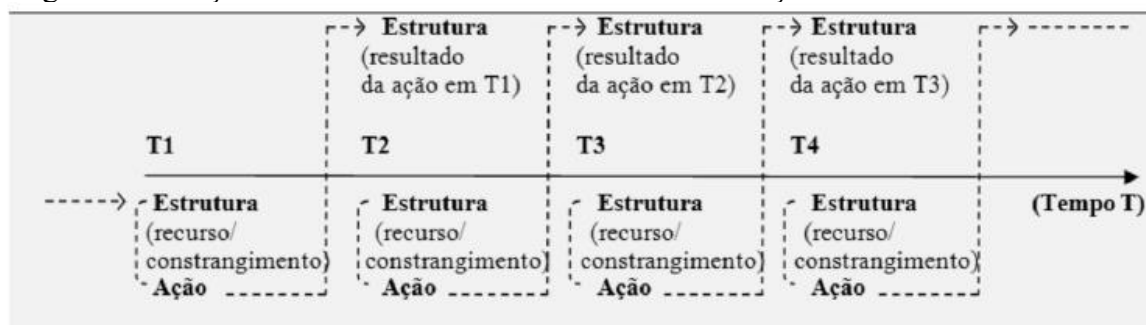 Estrutura Estrutura Estrutura
(resultado (resultado (resultado
da ação em T1) da ação em T2) da ação em T3)
T1 T2 T3 T4
(Tempo T)
Estrutura Estrutura Estrutura Estrutura
(recurso/ (recurso/ (recurso/ (recurso/
constrangimento) constrangimento) constrangimento) constrangimento)
Ação Ação Ação Ação